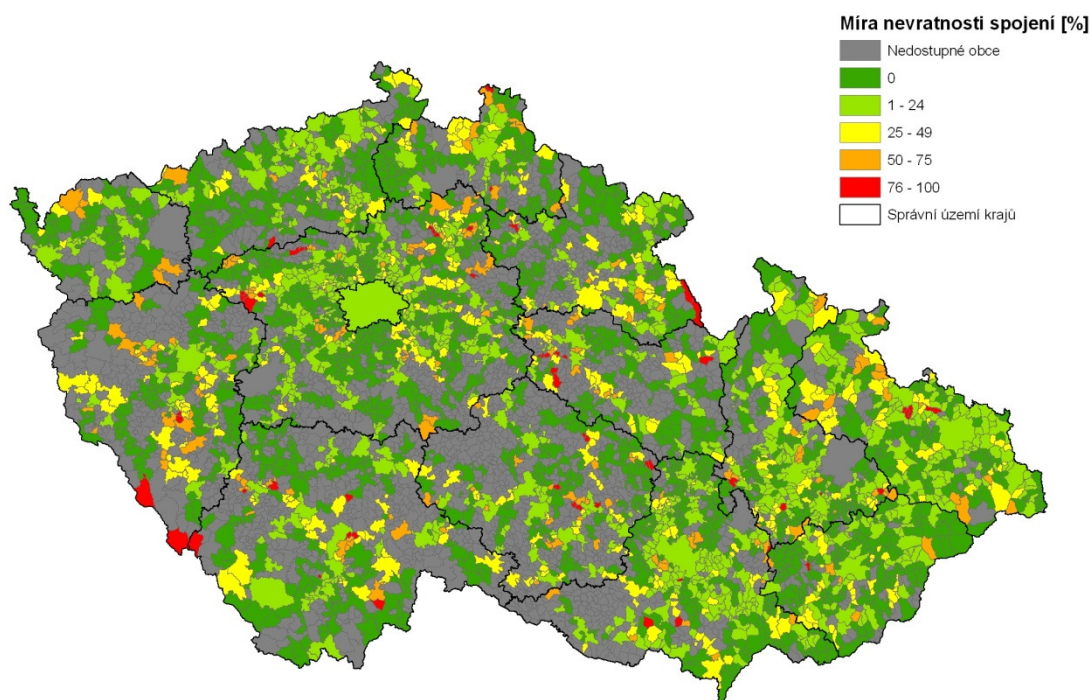 Míra nevratnosti spojení [%]
Nedostupné obce
0
1 - 24
25 - 49
50 - 75
76 - 100
Správní území krajů